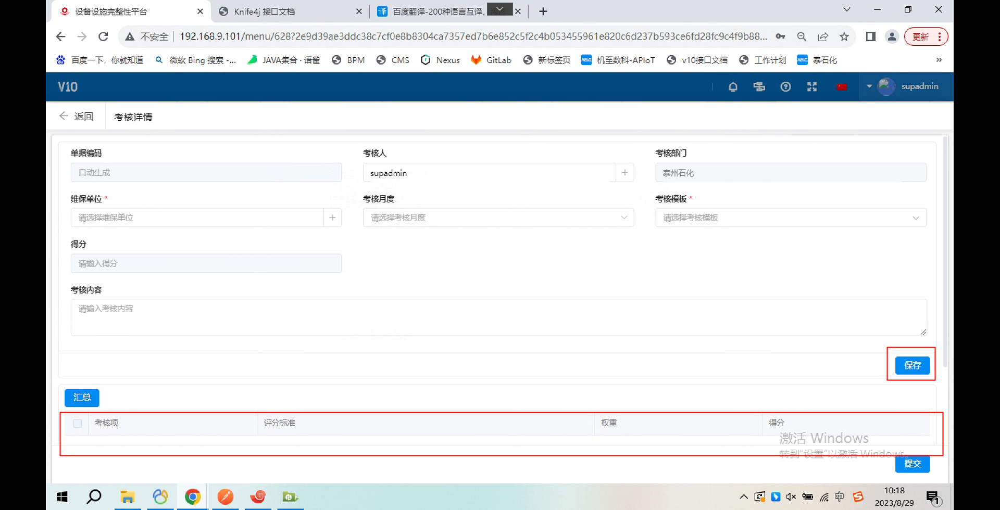 设备设施完整性平台
Knife4j 接口文档
百度翻译-200种语言互译、
不安全
192.168.9.101/menu/628?2e9d39ae3ddc38c7cf0e8b8304ca7357ed7b6e852c5f2c4b053455961e820c6d237b593ce6fd28fc9c4f9b88...
更新
百度一下，你就知道
微软 Bing 搜索 -...
JAVA集合 · 语雀
BPM
CMS
Nexus
GitLab
新标签页
机至数科-APIoT
v10接口文档
工作计划
泰石化
»
V10
supadmin
返回
考核详情
单据编码
考核人
考核部门
自动生成
supadmin
泰州石化
维保单位 *
考核月度
考核模板 *
请选择维保单位
请选择考核月度
请选择考核模板
得分
请输入得分
考核内容
请输入考核内容
保存
汇总
考核项
评分标准
权重
得分
激活 Windows
转到"设置"以激活 Windows。
提交
中
10:18
2023/8/29
1